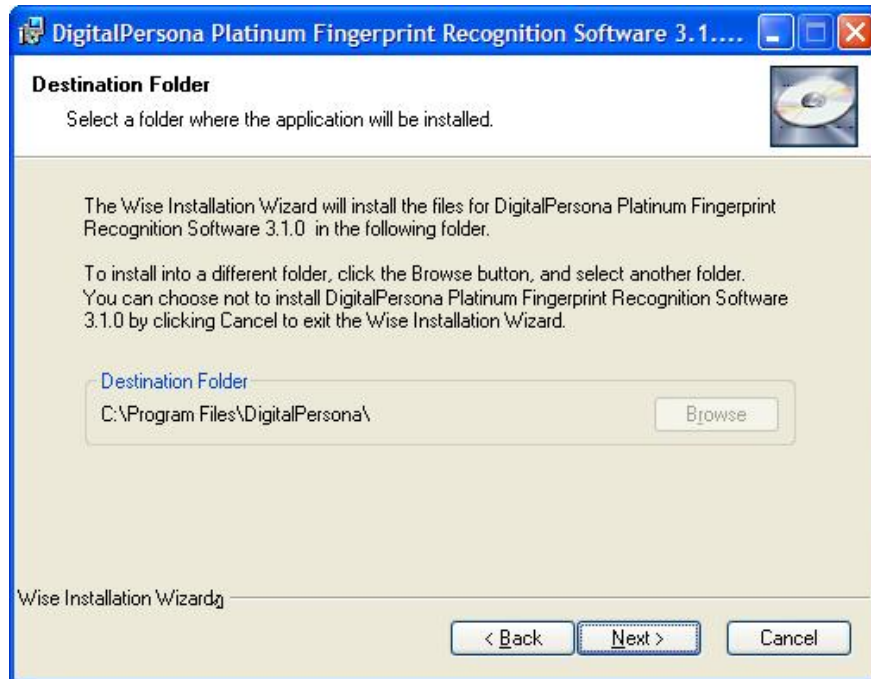 DigitalPersona Platinum Fingerprint Recognition Software 3.1....
Destination Folder
Select a folder where the application will be installed.
The Wise Installation Wizard will install the files for DigitalPersona Platinum Fingerprint
Recognition Software 3.1.0 in the following folder.
To install into a different folder, click the Browse button, and select another folder.
You can choose not to install DigitalPersona Platinum Fingerprint Recognition Software
3.1.0 by clicking Cancel to exit the Wise Installation Wizard.
Destination Folder
C:\Program Files\DigitalPersona\
Browse
Wise Installation Wizard
< Back
Next >
Cancel